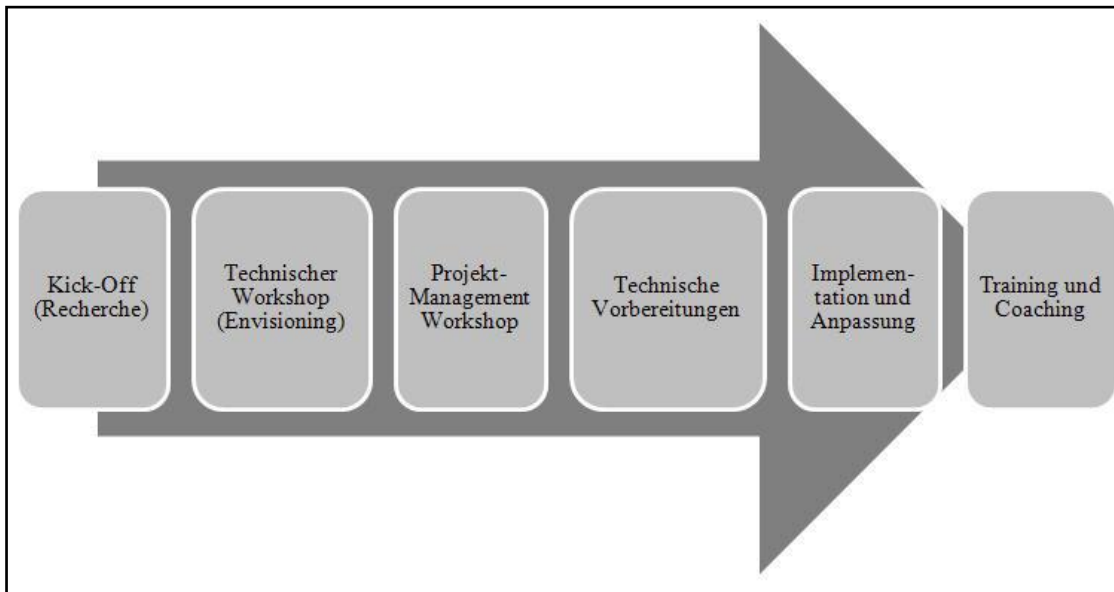 Kick-Off
(Recherche)
Technischer
Workshop
(Envisioning)
Projekt-
Management
Workshop
Technische
Vorbereitungen
Implemen-
tation und
Anpassung
Training und
Coaching